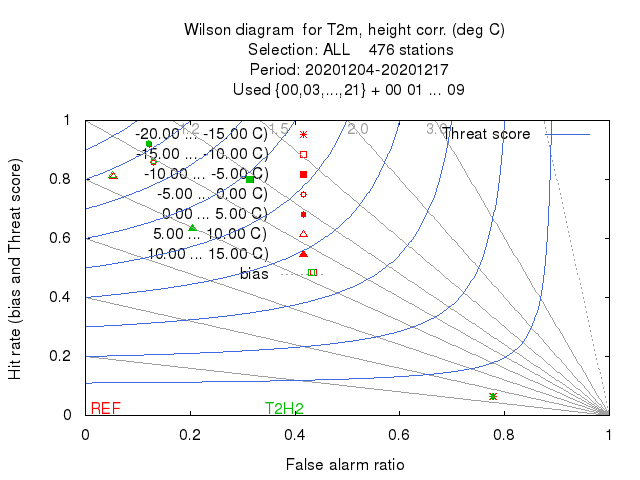 Wilson diagram for T2m, height corr. (deg C)
Selection: ALL 476 stations
Period: 20201204-20201217
Used {00,03,...,21} + 00 01 ... 09
Hit rate (bias and Threat score)
1
0.8
0.6
0.4
0.2
0
1.2 1.5 2.0 3.0
Threat score
-20.00 ... -15.00 C)
-15.00 ... -10.00 C)
-10.00 ... -5.00 C)
-5.00 ... 0.00 C)
0.00 ... 5.00 C)
5.00 ... 10.00 C)
10.00 ... 15.00 C)
bias
REF T2H2
0 0.2 0.4 0.6 0.8 1
False alarm ratio